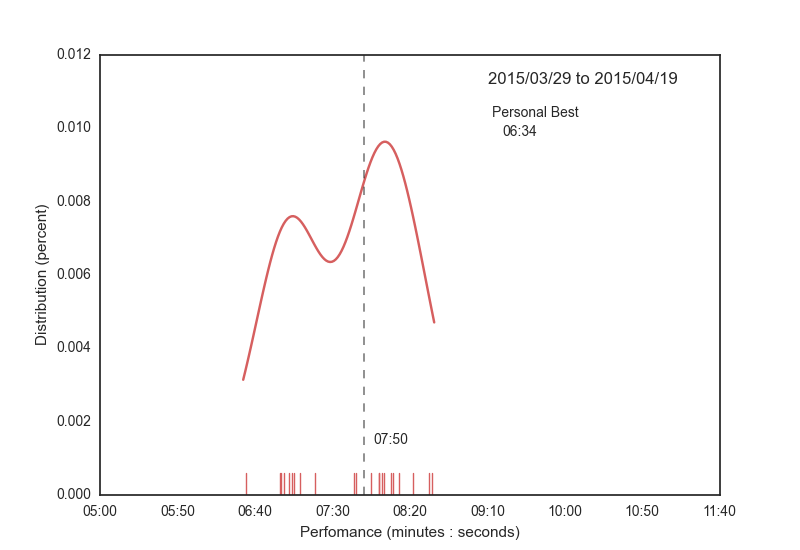 0.012
2015/03/29 to 2015/04/19
Personal Best
06:34
0.010
0.008
0.006
0.004
0.002
0.000
Distribution (percent)
07:50
05:00 05:50 06:40 07:30 08:20 09:10 10:00 10:50 11:40
Perfomance (minutes : seconds)